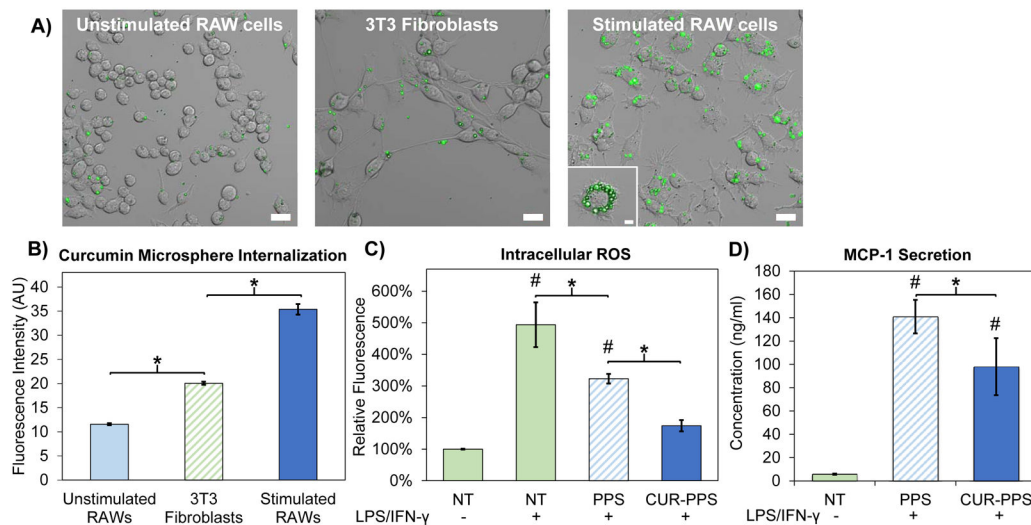 A)
Unstimulated RAW cells
3T3 Fibroblasts
Stimulated RAW cells
B)
Curcumin Microsphere Internalization
Fluorescence Intensity (AU)
40
35
30
25
20
15
10
5
0
*
*
Unstimulated RAWs
3T3 Fibroblasts
Stimulated RAWs
C)
Intracellular ROS
Relative Fluorescence
600%
500%
400%
300%
200%
100%
0%
#
*
#
*
NT NT PPS CUR-PPS
LPS/IFN-γ - + + +
D)
MCP-1 Secretion
Concentration (ng/ml)
180
160
140
120
100
80
60
40
20
0
#
*
#
NT PPS CUR-PPS
LPS/IFN-γ - + +